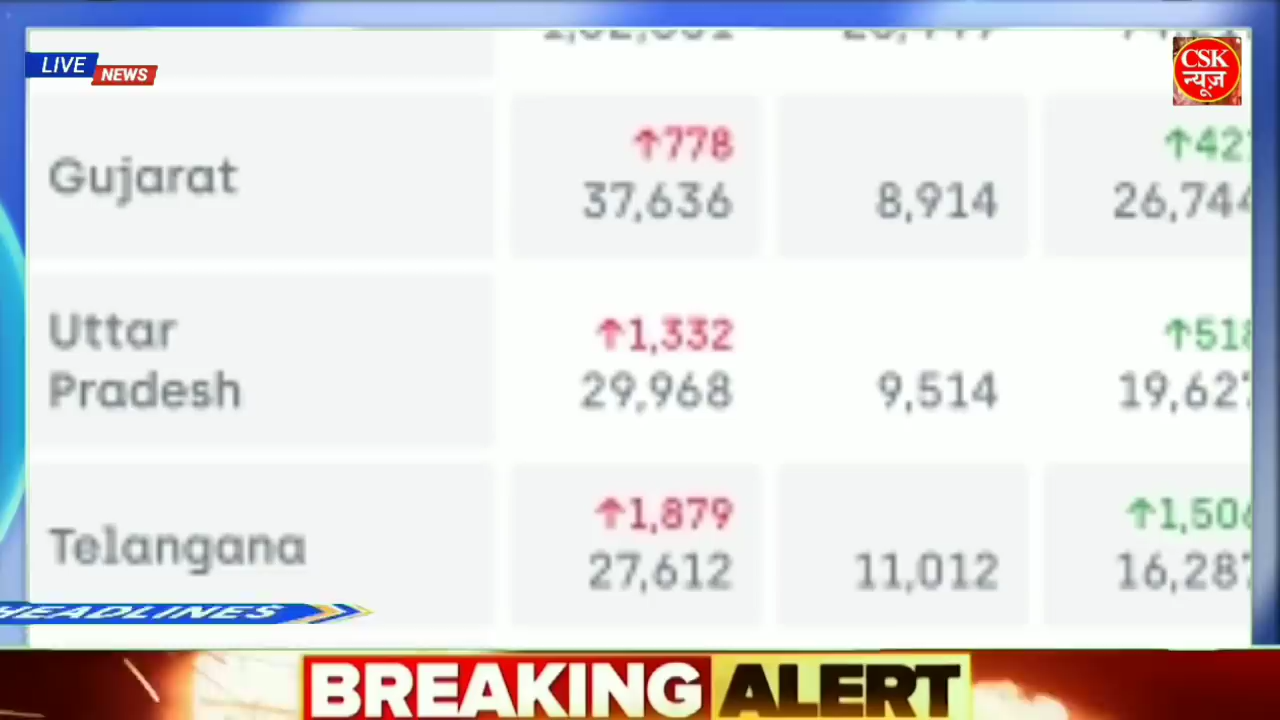 LIVE
NEWS
CSK
न्यूज़
Gujarat
↑778
37,636
8,914
Uttar
Pradesh
↑1,332
29,968
9,514
↑518
Telangana
↑1,879
27,612
11,012
HEADLINES
BREAKING ALERT